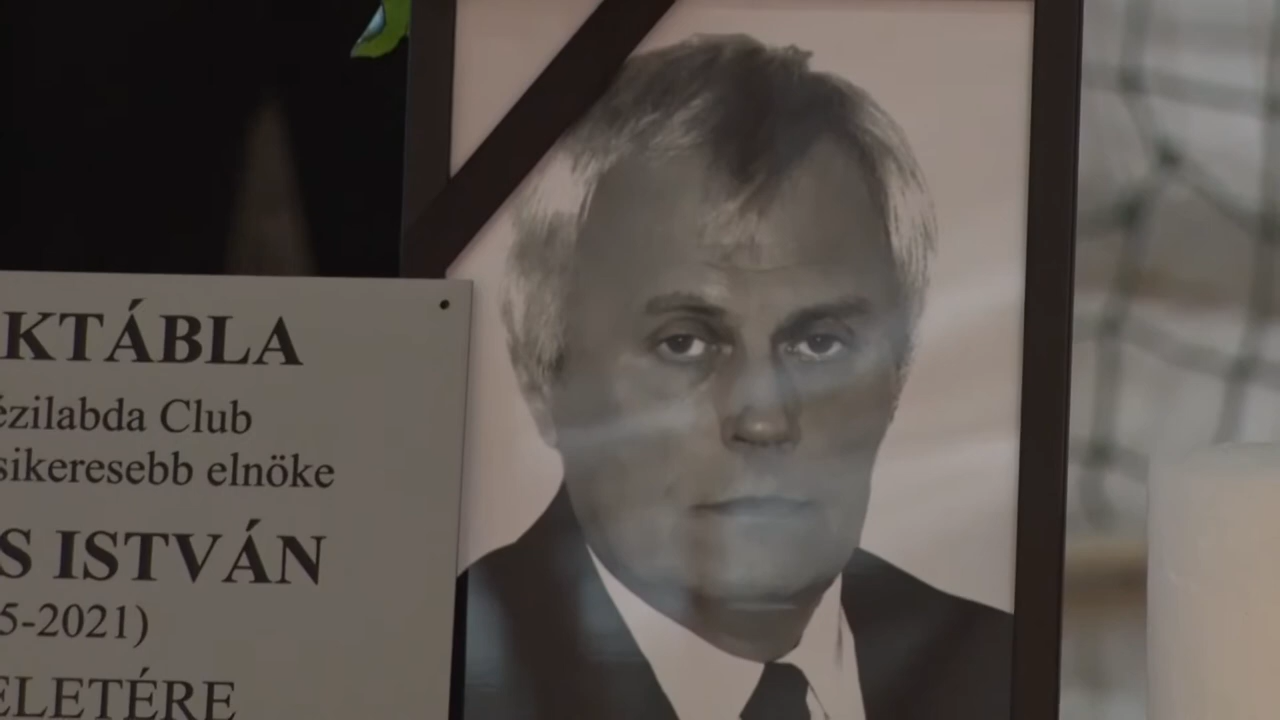 KTÁBLA
ézilabda Club
sikeresebb elnöke
S ISTVÁN
5-2021)
ELETÉRE